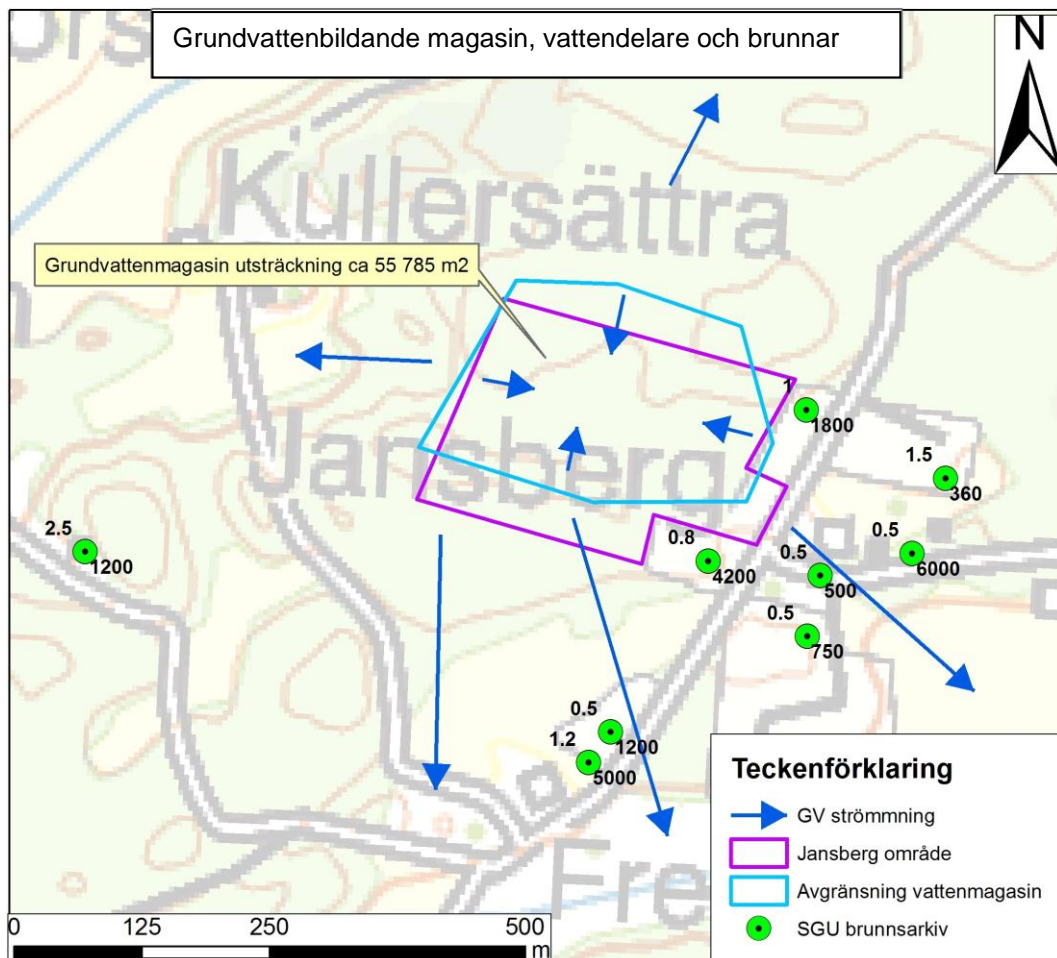 Grundvattenbildande magasin, vattendelare och brunnar
N
Kullersättra
Grundvattenmagasin utsträckning ca 55 785 m2
Jansberg
1
1800
1.5
360
2.5
1200
0.8
4200
0.5
500
0.5
6000
0.5
750
0.5
1200
1.2
5000
Fre
Teckenförklaring
GV strömmning
Jansberg område
Avgränsning vattenmagasin
SGU brunnsarkiv
0 125 250 500
m